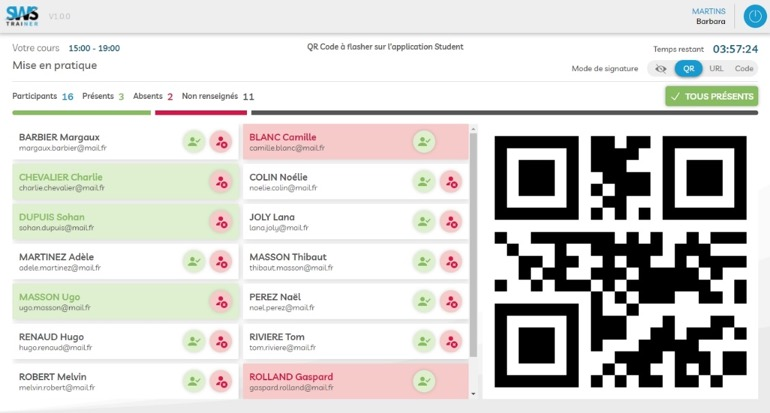 SWS
TRAINER
V1.0.0
MARTINS
Barbara
Votre cours 15:00 - 19:00
QR Code à flasher sur l'application Student
Temps restant 03:57:24
Mise en pratique
Mode de signature QR URL Code
Participants 16 Présents 3 Absents 2 Non renseignés 11
TOUS PRÉSENTS
BARBIER Margaux
margaux.barbier@mail.fr
BLANC Camille
camille.blanc@mail.fr
CHEVALIER Charlie
charlie.chevalier@mail.fr
COLIN Noélie
noelie.colin@mail.fr
DUPUIS Sohan
sohan.dupuis@mail.fr
JOLY Lana
lana.joly@mail.fr
MARTINEZ Adèle
adele.martinez@mail.fr
MASSON Thibaut
thibaut.masson@mail.fr
MASSON Ugo
ugo.masson@mail.fr
PEREZ Naël
noel.perez@mail.fr
RENAUD Hugo
hugo.renaud@mail.fr
RIVIERE Tom
tom.riviere@mail.fr
ROBERT Melvin
melvin.robert@mail.fr
ROLLAND Gaspard
gaspard.rolland@mail.fr